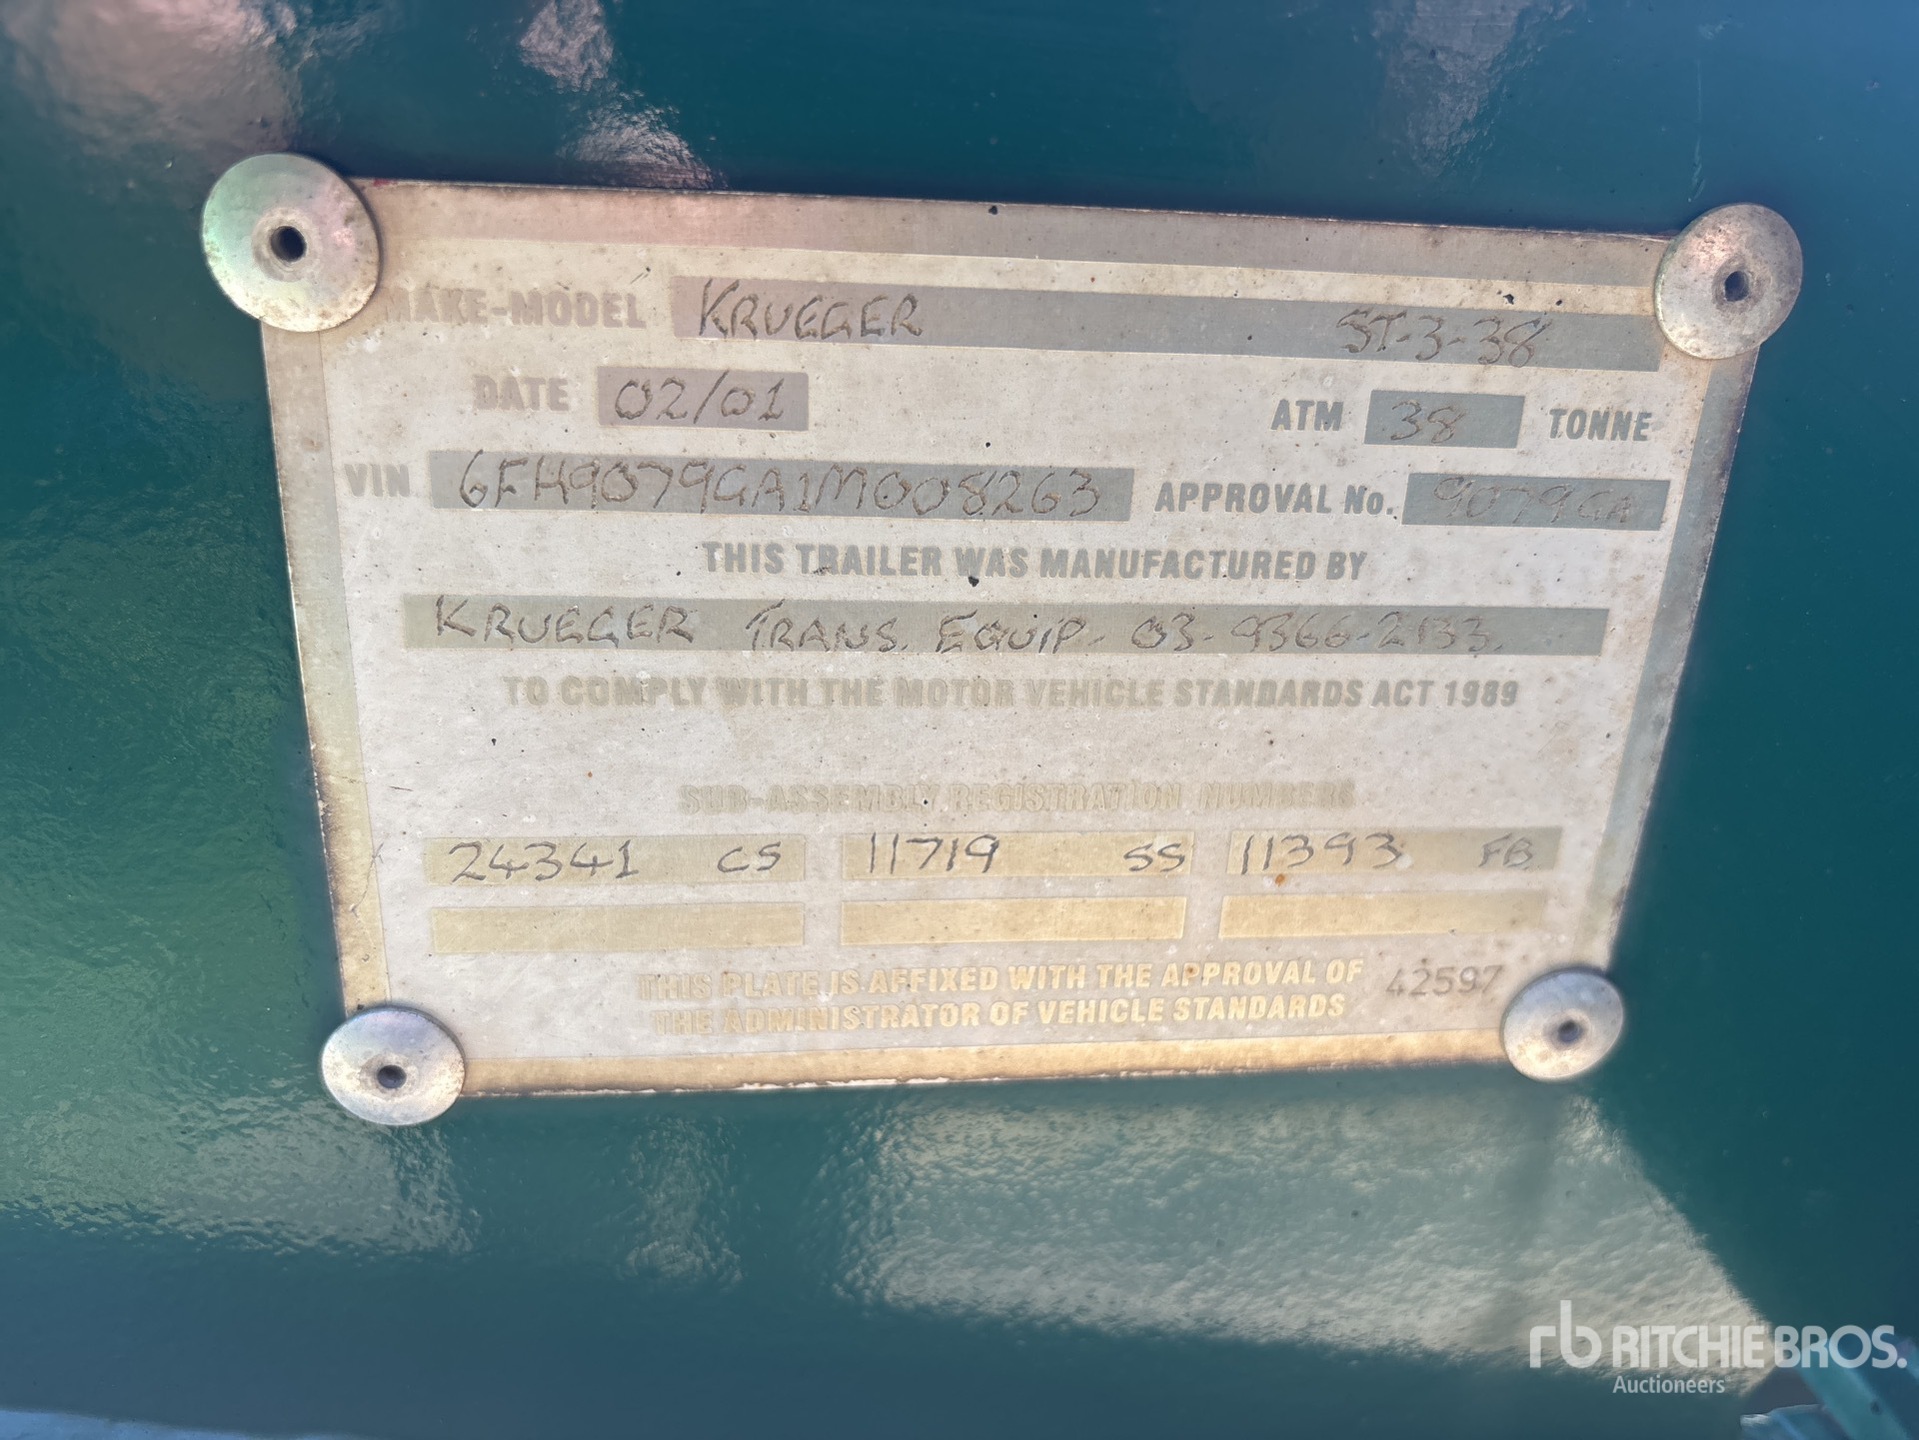 MAKE-MODEL KRUEGER ST-3-38
DATE 02/01 ATM 38 TONNE
VIN 6FH9079GA1M008263 APPROVAL No. 9079GA
THIS TRAILER WAS MANUFACTURED BY
KRUEGER TRANS. EQUIP. 03-9366-2133.
TO COMPLY WITH THE MOTOR VEHICLE STANDARDS ACT 1989
SUB-ASSEMBLY REGISTRATION NUMBERS
24341 CS 11719 SS 11393 FB
THIS PLATE IS AFFIXED WITH THE APPROVAL OF 42597
THE ADMINISTRATOR OF VEHICLE STANDARDS
rb RITCHIE BROS.
Auctioneers